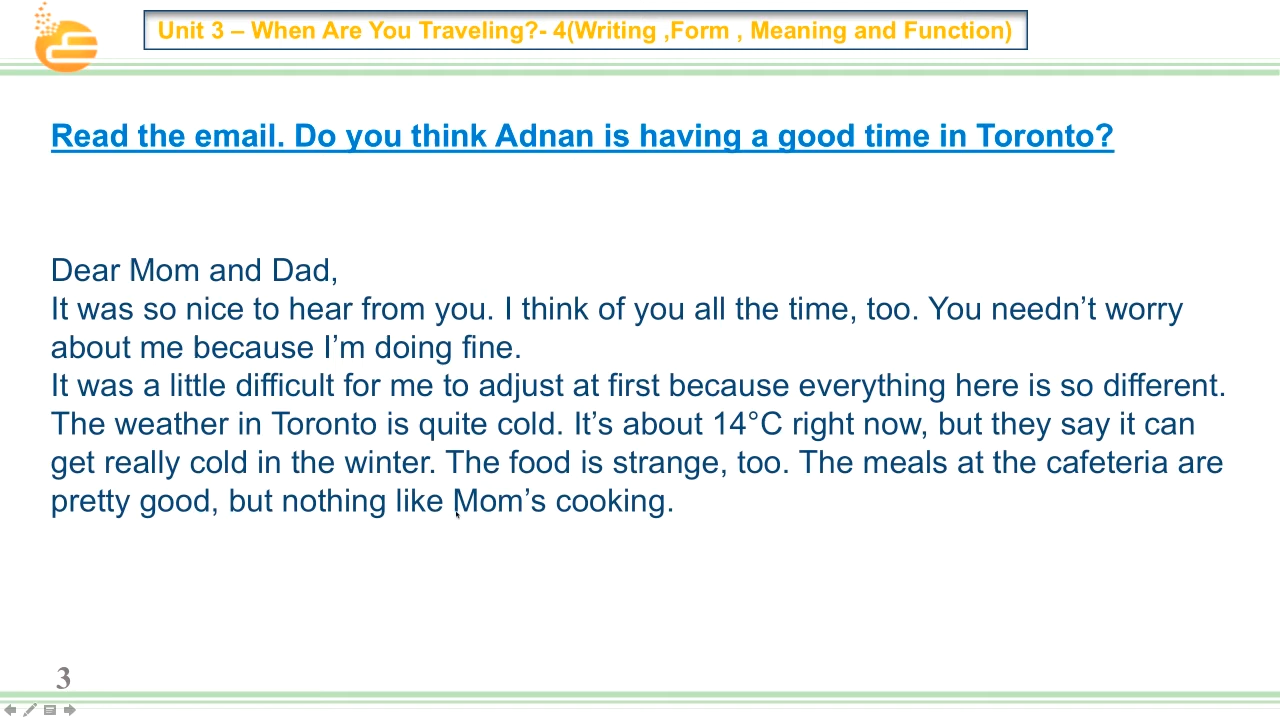 Unit 3 – When Are You Traveling?- 4(Writing ,Form , Meaning and Function)
Read the email. Do you think Adnan is having a good time in Toronto?
Dear Mom and Dad,
It was so nice to hear from you. I think of you all the time, too. You needn’t worry
about me because I’m doing fine.
It was a little difficult for me to adjust at first because everything here is so different.
The weather in Toronto is quite cold. It’s about 14°C right now, but they say it can
get really cold in the winter. The food is strange, too. The meals at the cafeteria are
pretty good, but nothing like Mom’s cooking.
3